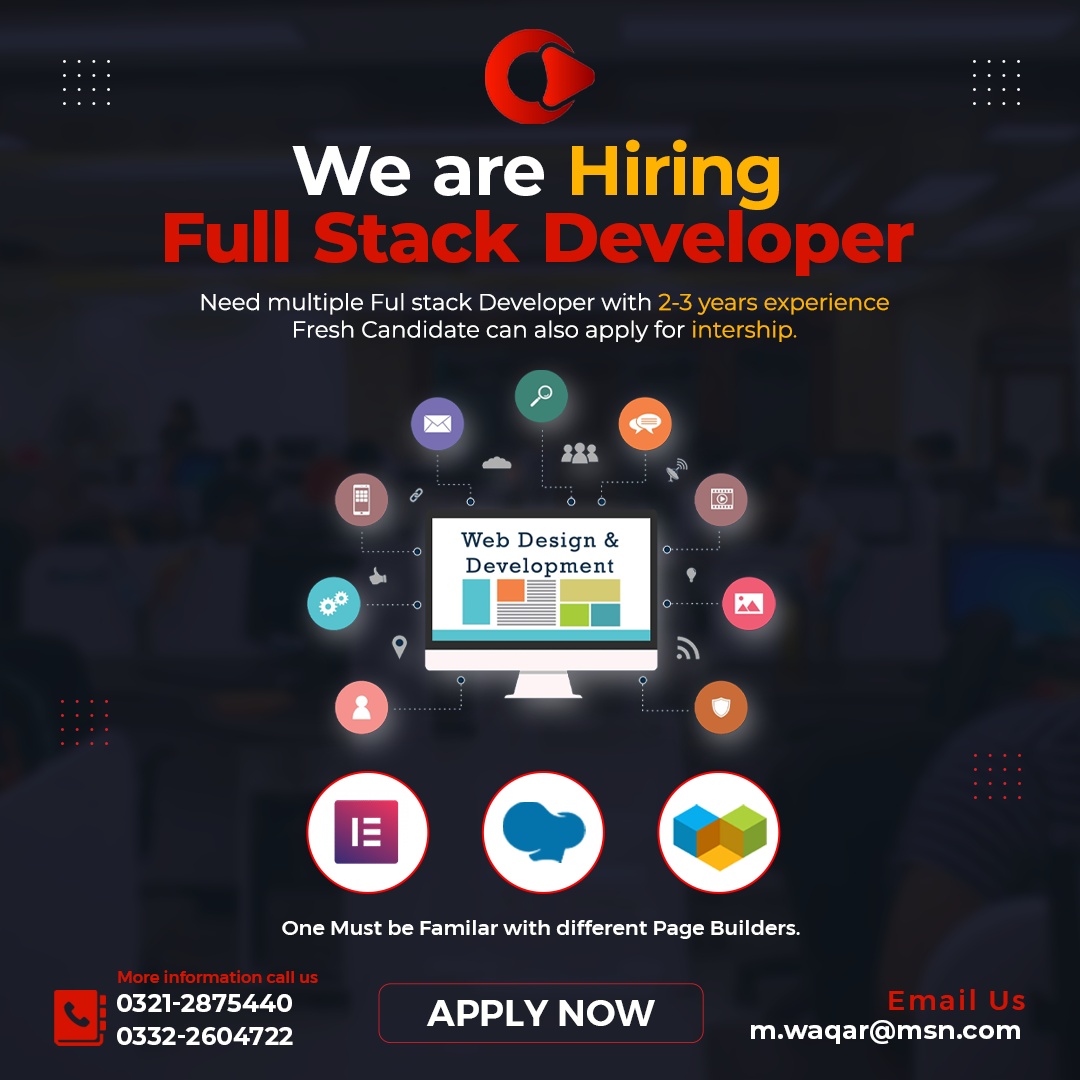 We are Hiring
Full Stack Developer
Need multiple Ful stack Developer with 2-3 years experience
Fresh Candidate can also apply for intership.
Web Design &
Development
One Must be Familar with different Page Builders.
More information call us
0321-2875440
0332-2604722
APPLY NOW
Email Us
m.waqar@msn.com